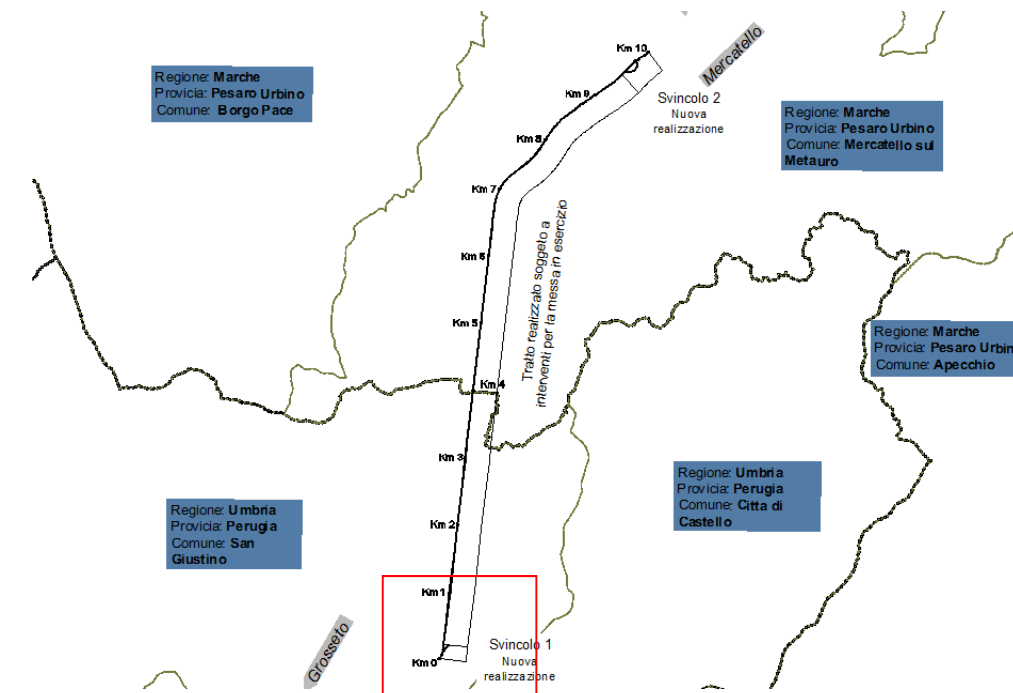 Km 10
Mercatello
Regione: Marche
Provicia: Pesaro Urbino
Comune: Borgo Pace
Km 9
Svincolo 2
Nuova
realizzazione
Regione: Marche
Provicia: Pesaro Urbino
Comune: Mercatello sul
Metauro
Km 8
Km 7
Tratto realizzato soggeto a
interventi per la messa in esercizio
Km 6
Km 5
Regione: Marche
Provicia: Pesaro Urbin
Comune: Apecchio
Km 4
Km 3
Regione: Umbria
Provicia: Perugia
Comune: Citta di
Castello
Regione: Umbria
Provicia: Perugia
Comune: San
Giustino
Km 2
Km 1
Grosseto
Svincolo 1
Nuova
realizzazione
Km 0